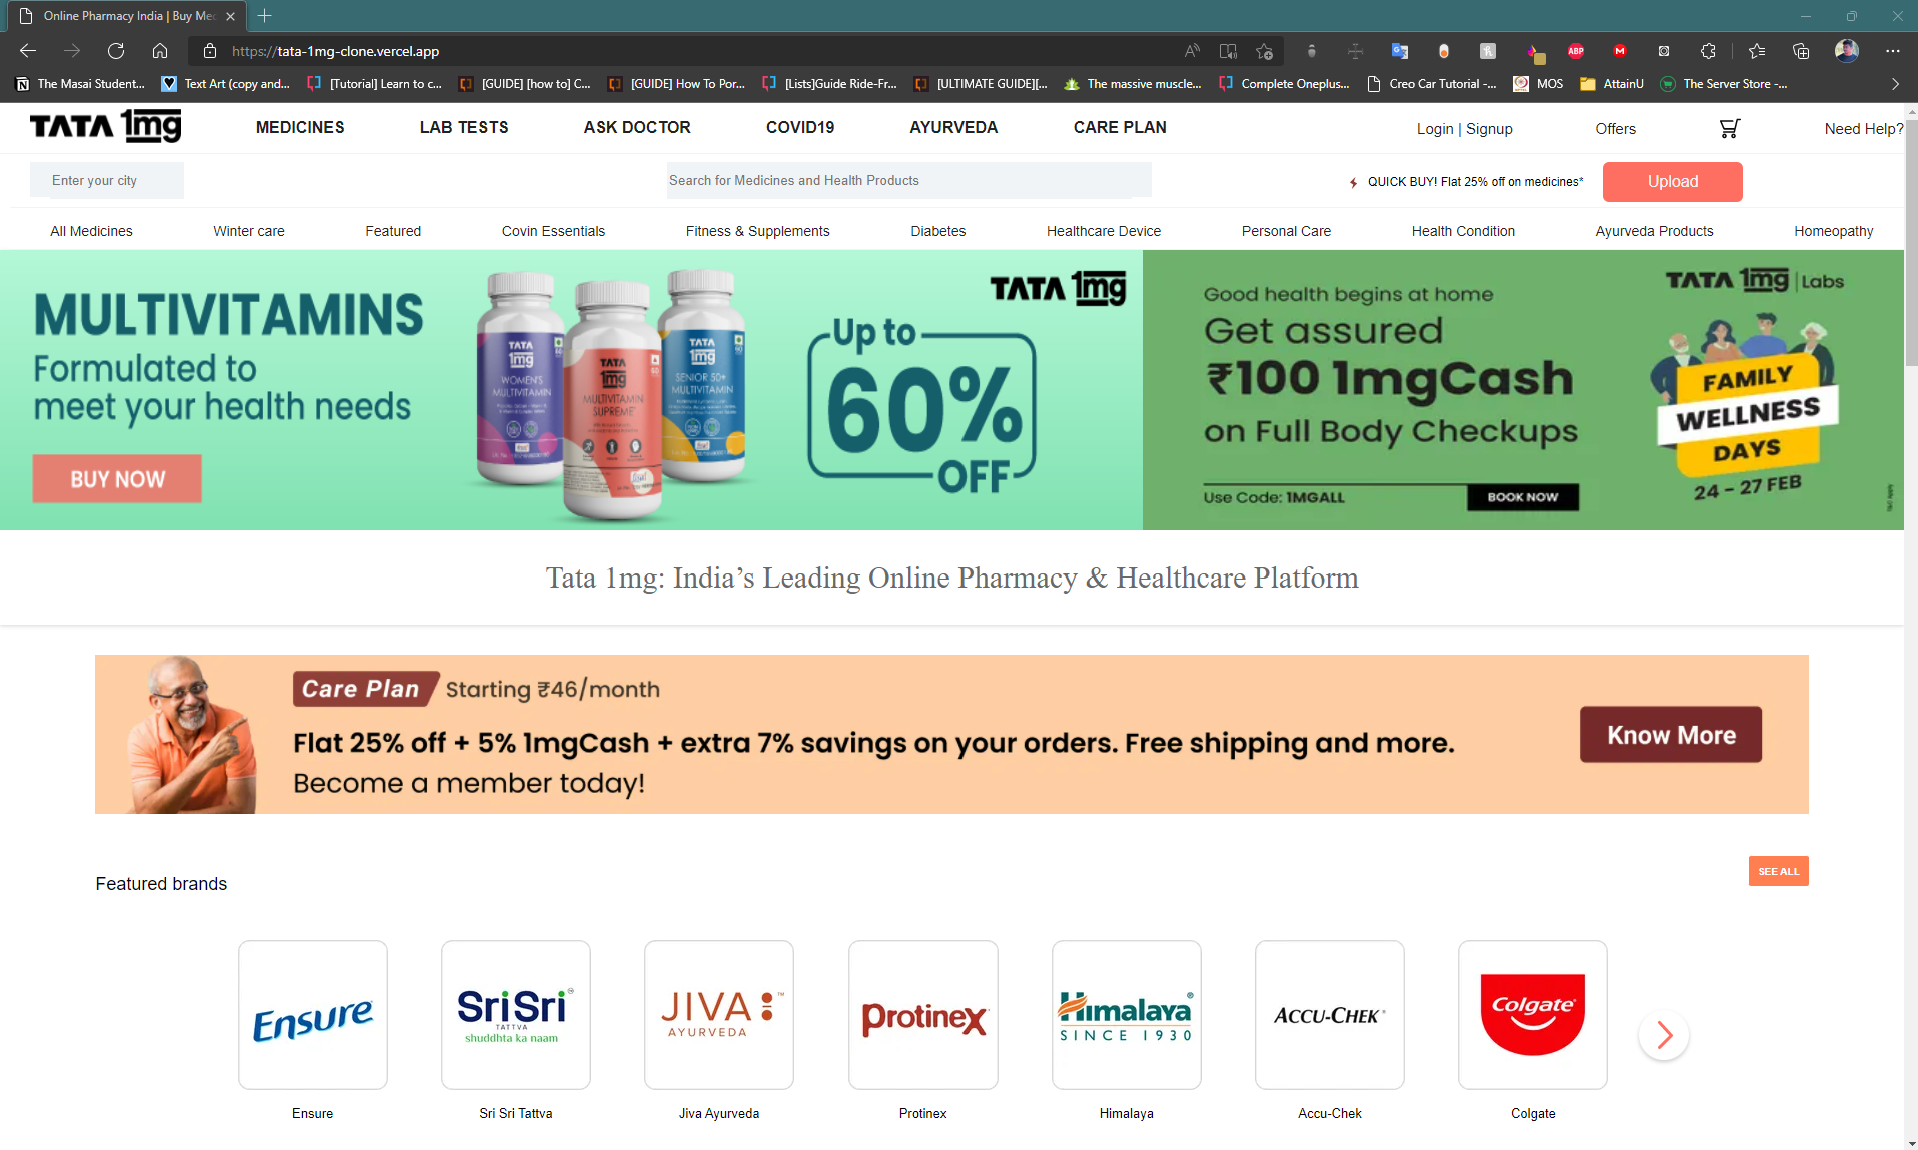 Online Pharmacy India | Buy Med
https://tata-1mg-clone.vercel.app
The Masai Student... Text Art (copy and... [Tutorial] Learn to c... [GUIDE] [how to] C... [GUIDE] How To Por... [Lists]Guide Ride-Fr... [ULTIMATE GUIDE][... The massive muscle... Complete Oneplus... Creo Car Tutorial -... MOS AttainU The Server Store -...
TATA 1mg MEDICINES LAB TESTS ASK DOCTOR COVID19 AYURVEDA CARE PLAN Login | Signup Offers Need Help?
Enter your city Search for Medicines and Health Products QUICK BUY! Flat 25% off on medicines* Upload
All Medicines Winter care Featured Covin Essentials Fitness & Supplements Diabetes Healthcare Device Personal Care Health Condition Ayurveda Products Homeopathy
MULTIVITAMINS
Formulated to
meet your health needs
BUY NOW
TATA 1mg
WOMEN'S
MULTIVITAMIN
TATA 1mg
MULTIVITAMIN
SUPREME
TATA 1mg
SENIOR 50+
MULTIVITAMIN
TATA 1mg
Up to
60%
OFF
Good health begins at home
Get assured
₹100 1mgCash
on Full Body Checkups
Use Code: 1MGALL BOOK NOW
TATA 1mg | Labs
FAMILY
WELLNESS
DAYS
24 – 27 FEB
Tata 1mg: India’s Leading Online Pharmacy & Healthcare Platform
Care Plan Starting ₹46/month
Flat 25% off + 5% 1mgCash + extra 7% savings on your orders. Free shipping and more.
Become a member today!
Know More
Featured brands SEE ALL
Ensure
SriSri
TATTVA
shuddhta ka naam
JIVA
AYURVEDA
Protinex
Himalaya
SINCE 1930
ACCU-CHEK
Colgate
Ensure Sri Sri Tattva Jiva Ayurveda Protinex Himalaya Accu-Chek Colgate